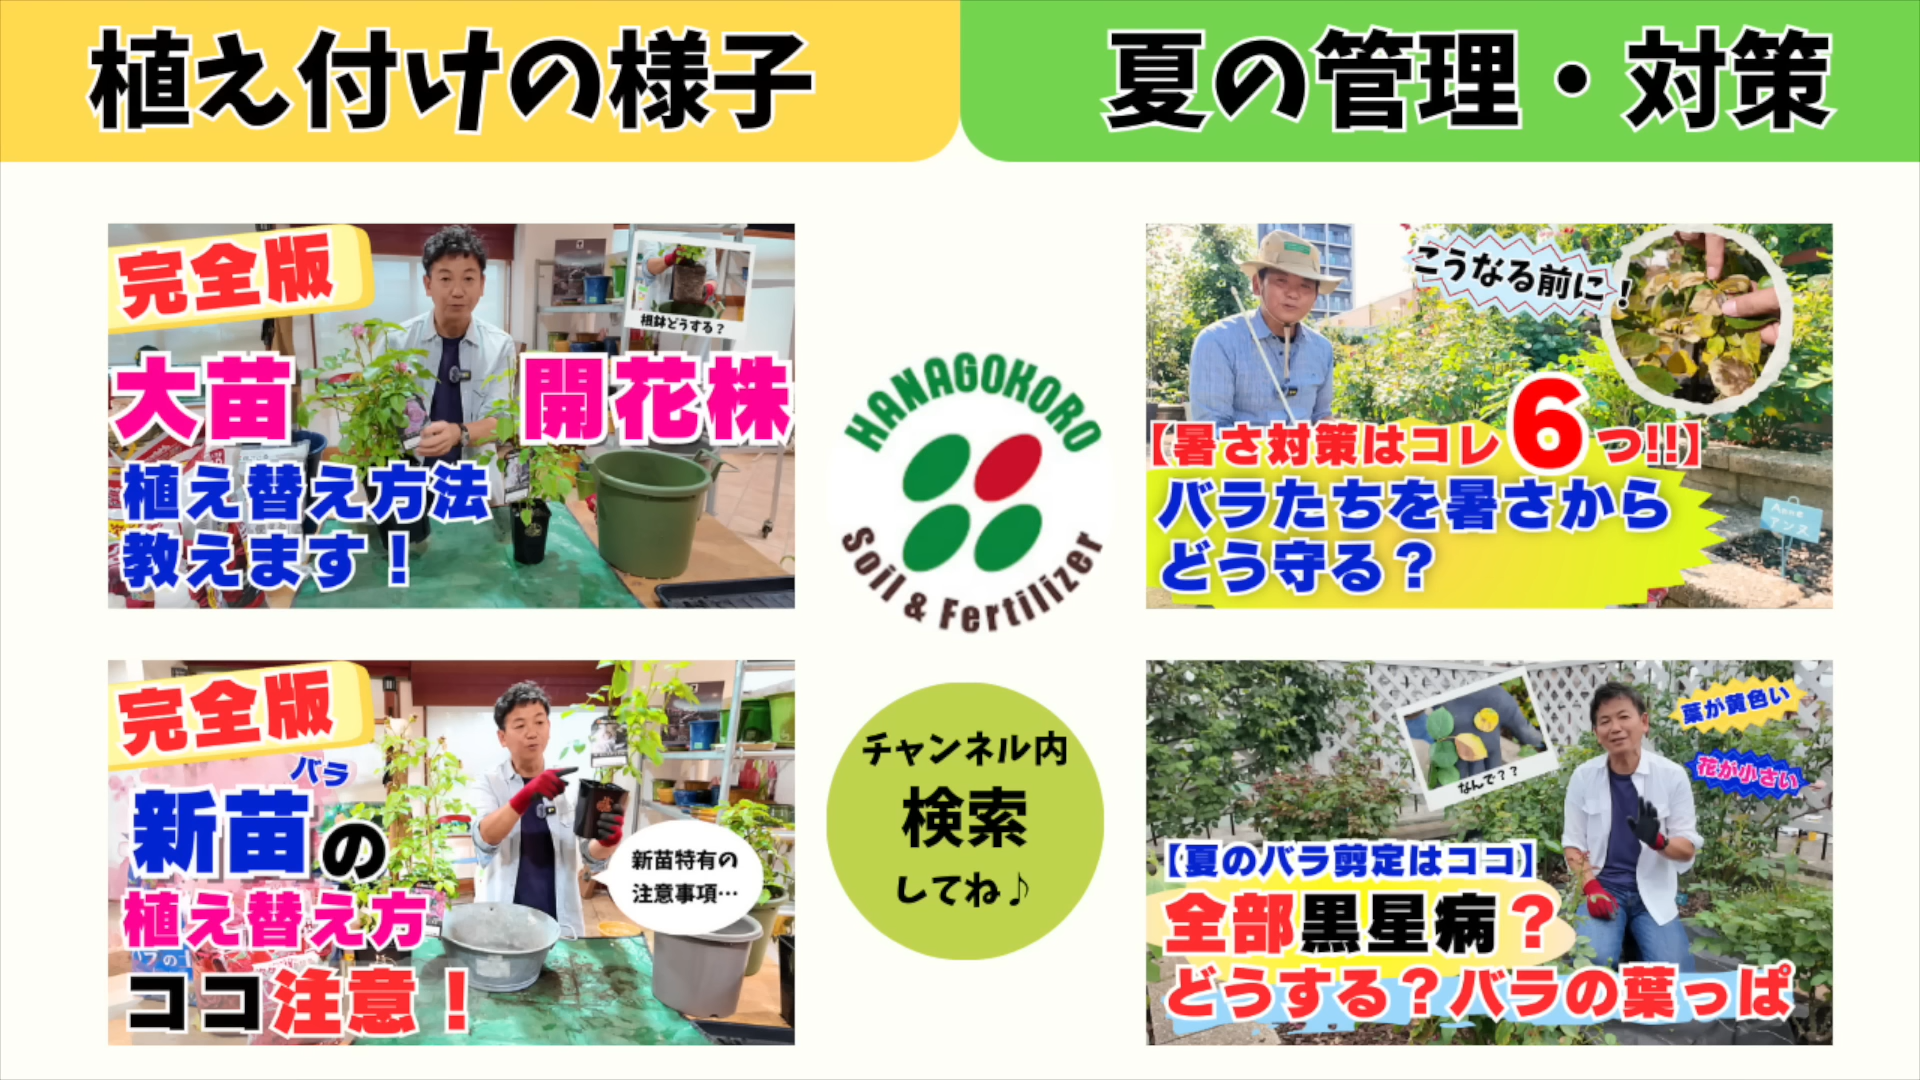 植え付けの様子
夏の管理・対策
完全版
根鉢どうする？
大苗
開花株
植え替え方法
教えます！
こうなる前に！
【暑さ対策はコレ6つ!!】
バラたちを暑さから
どう守る？
アンヌ
HANAGOKORO
Soil & Fertilizer
チャンネル内
検索
してね♪
完全版
バラ
新苗の
植え替え方
ココ注意！
新苗特有の
注意事項…
葉が黄色い
花が小さい
なんで？？
【夏のバラ剪定はココ】
全部黒星病？
どうする？バラの葉っぱ